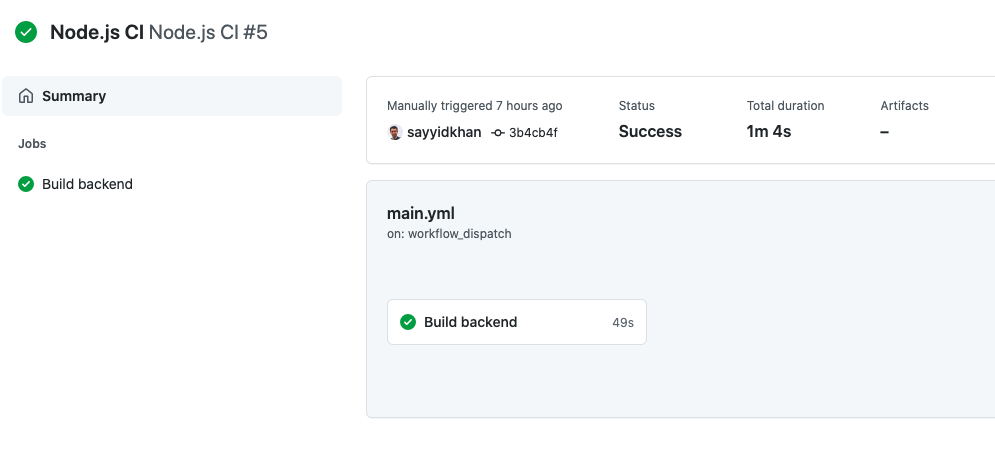 Node.js CI Node.js CI #5
Summary
Jobs
Build backend
Manually triggered 7 hours ago
sayyidkhan 3b4cb4f
Status
Success
Total duration
1m 4s
Artifacts
–
main.yml
on: workflow_dispatch
Build backend 49s